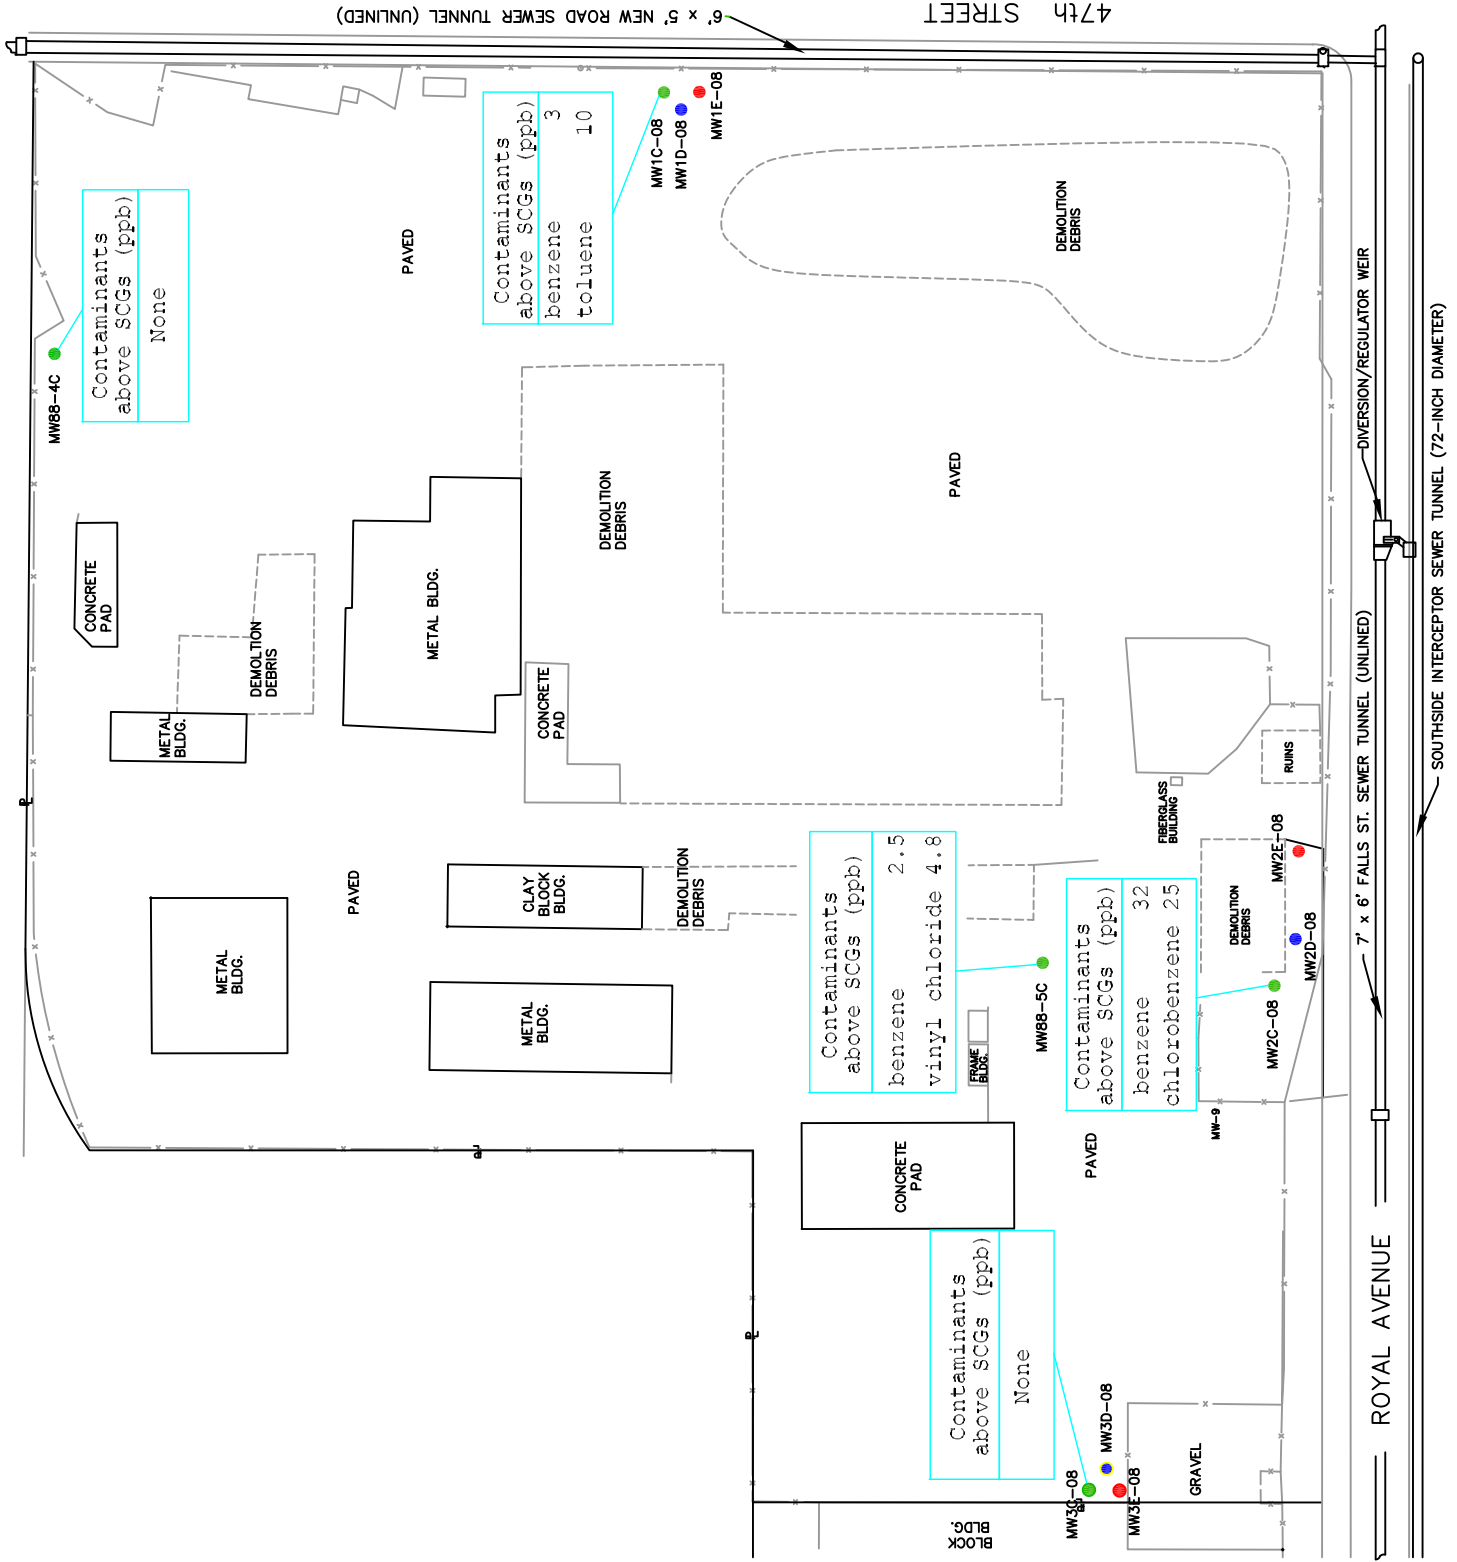 6' x 5' NEW ROAD SEWER TUNNEL (UNLINED)
47th STREET
MW88-4C
Contaminants
above SCGs (ppb)
None
Contaminants
above SCGs (ppb)
benzene 3
toluene 10
MW1C-08
MW1D-08
MW1E-08
PAVED
DEMOLITION
DEBRIS
CONCRETE
PAD
DEMOLITION
DEBRIS
METAL
BLDG.
METAL BLDG.
DEMOLITION
DEBRIS
CONCRETE
PAD
PAVED
DIVERSION/REGULATOR WEIR
SOUTHSIDE INTERCEPTOR SEWER TUNNEL (72-INCH DIAMETER)
7' x 6' FALLS ST. SEWER TUNNEL (UNLINED)
RUINS
FIBERGLASS
BUILDING
METAL
BLDG.
PAVED
CLAY
BLOCK
BLDG.
DEMOLITION
DEBRIS
METAL
BLDG.
Contaminants
above SCGs (ppb)
benzene 2.5
vinyl chloride 4.8
MW88-5C
Contaminants
above SCGs (ppb)
benzene 32
chlorobenzene 25
DEMOLITION
DEBRIS
MW2E-08
MW2D-08
MW2C-08
FRAME
BLDG.
MW-9
CONCRETE
PAD
PAVED
Contaminants
above SCGs (ppb)
None
MW3C-08
MW3D-08
MW3E-08
GRAVEL
BLOCK
BLDG.
ROYAL AVENUE